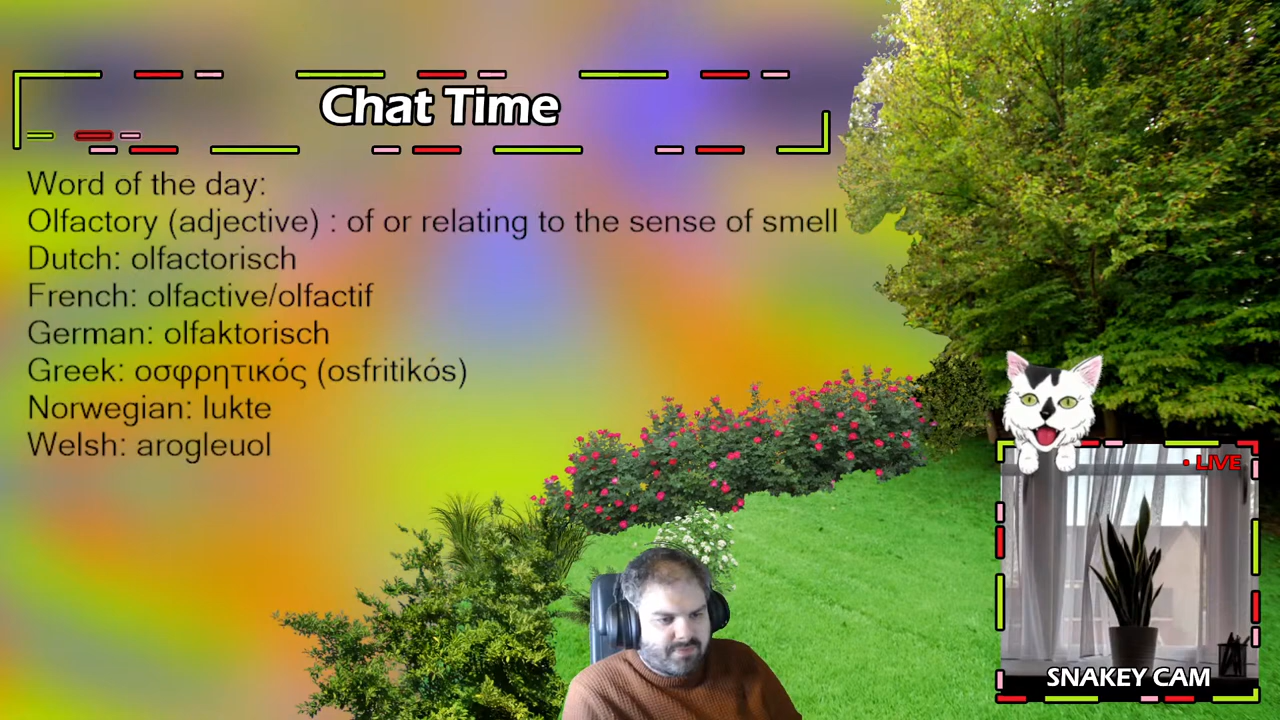 Chat Time
Word of the day:
Olfactory (adjective) : of or relating to the sense of smell
Dutch: olfactorisch
French: olfactive/olfactif
German: olfaktorisch
Greek: οσφρητικός (osfritikós)
Norwegian: lukte
Welsh: arogleuol
• LIVE
SNAKEY CAM